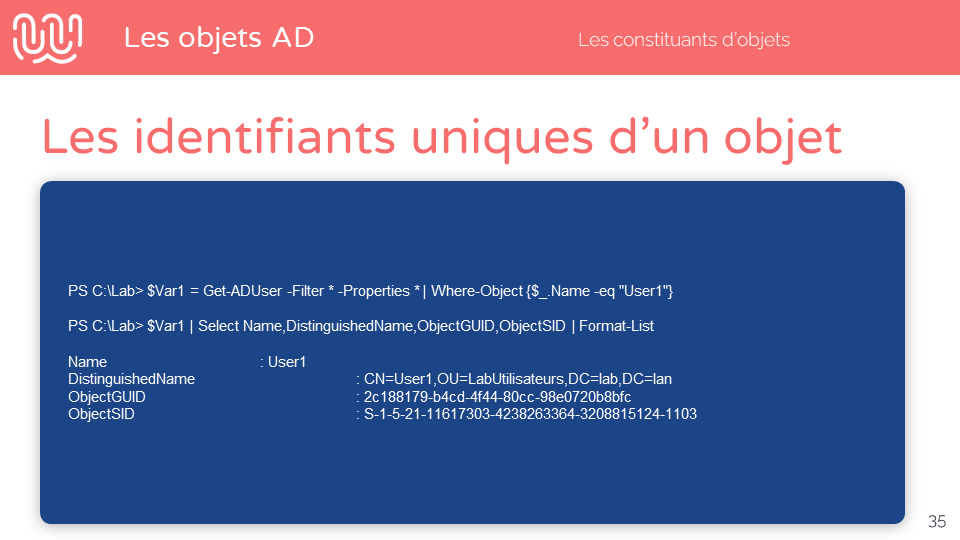 Les objets AD
Les constituants d'objets
Les identifiants uniques d'un objet
PS C:\Lab> $Var1 = Get-ADUser -Filter * -Properties * | Where-Object {$_.Name -eq "User1"}
PS C:\Lab> $Var1 | Select Name,DistinguishedName,ObjectGUID,ObjectSID | Format-List
Name : User1
DistinguishedName : CN=User1,OU=LabUtilisateurs,DC=lab,DC=lan
ObjectGUID : 2c188179-b4cd-4f44-80cc-98e0720b8bfc
ObjectSID : S-1-5-21-11617303-4238263364-3208815124-1103
35